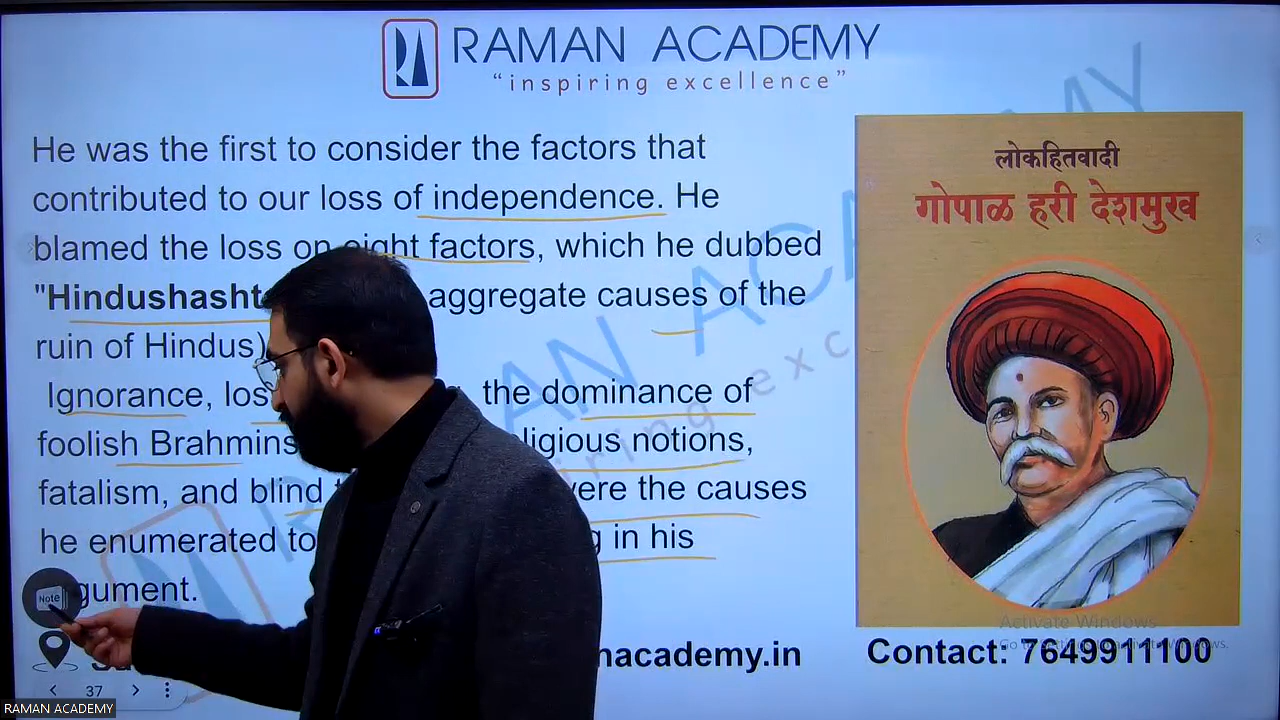 RAMAN ACADEMY
“inspiring excellence”
He was the first to consider the factors that
contributed to our loss of independence. He
blamed the loss on eight factors, which he dubbed
"Hindushasht
aggregate causes of the
ruin of Hindus)
Ignorance, los
the dominance of
foolish Brahmins
ligious notions,
fatalism, and blind
were the causes
he enumerated to
g in his
gument.
nacademy.in
Contact: 7649911100
लोकहितवादी
गोपाळ हरी देशमुख
Activate Windows
Note
37
RAMAN ACADEMY